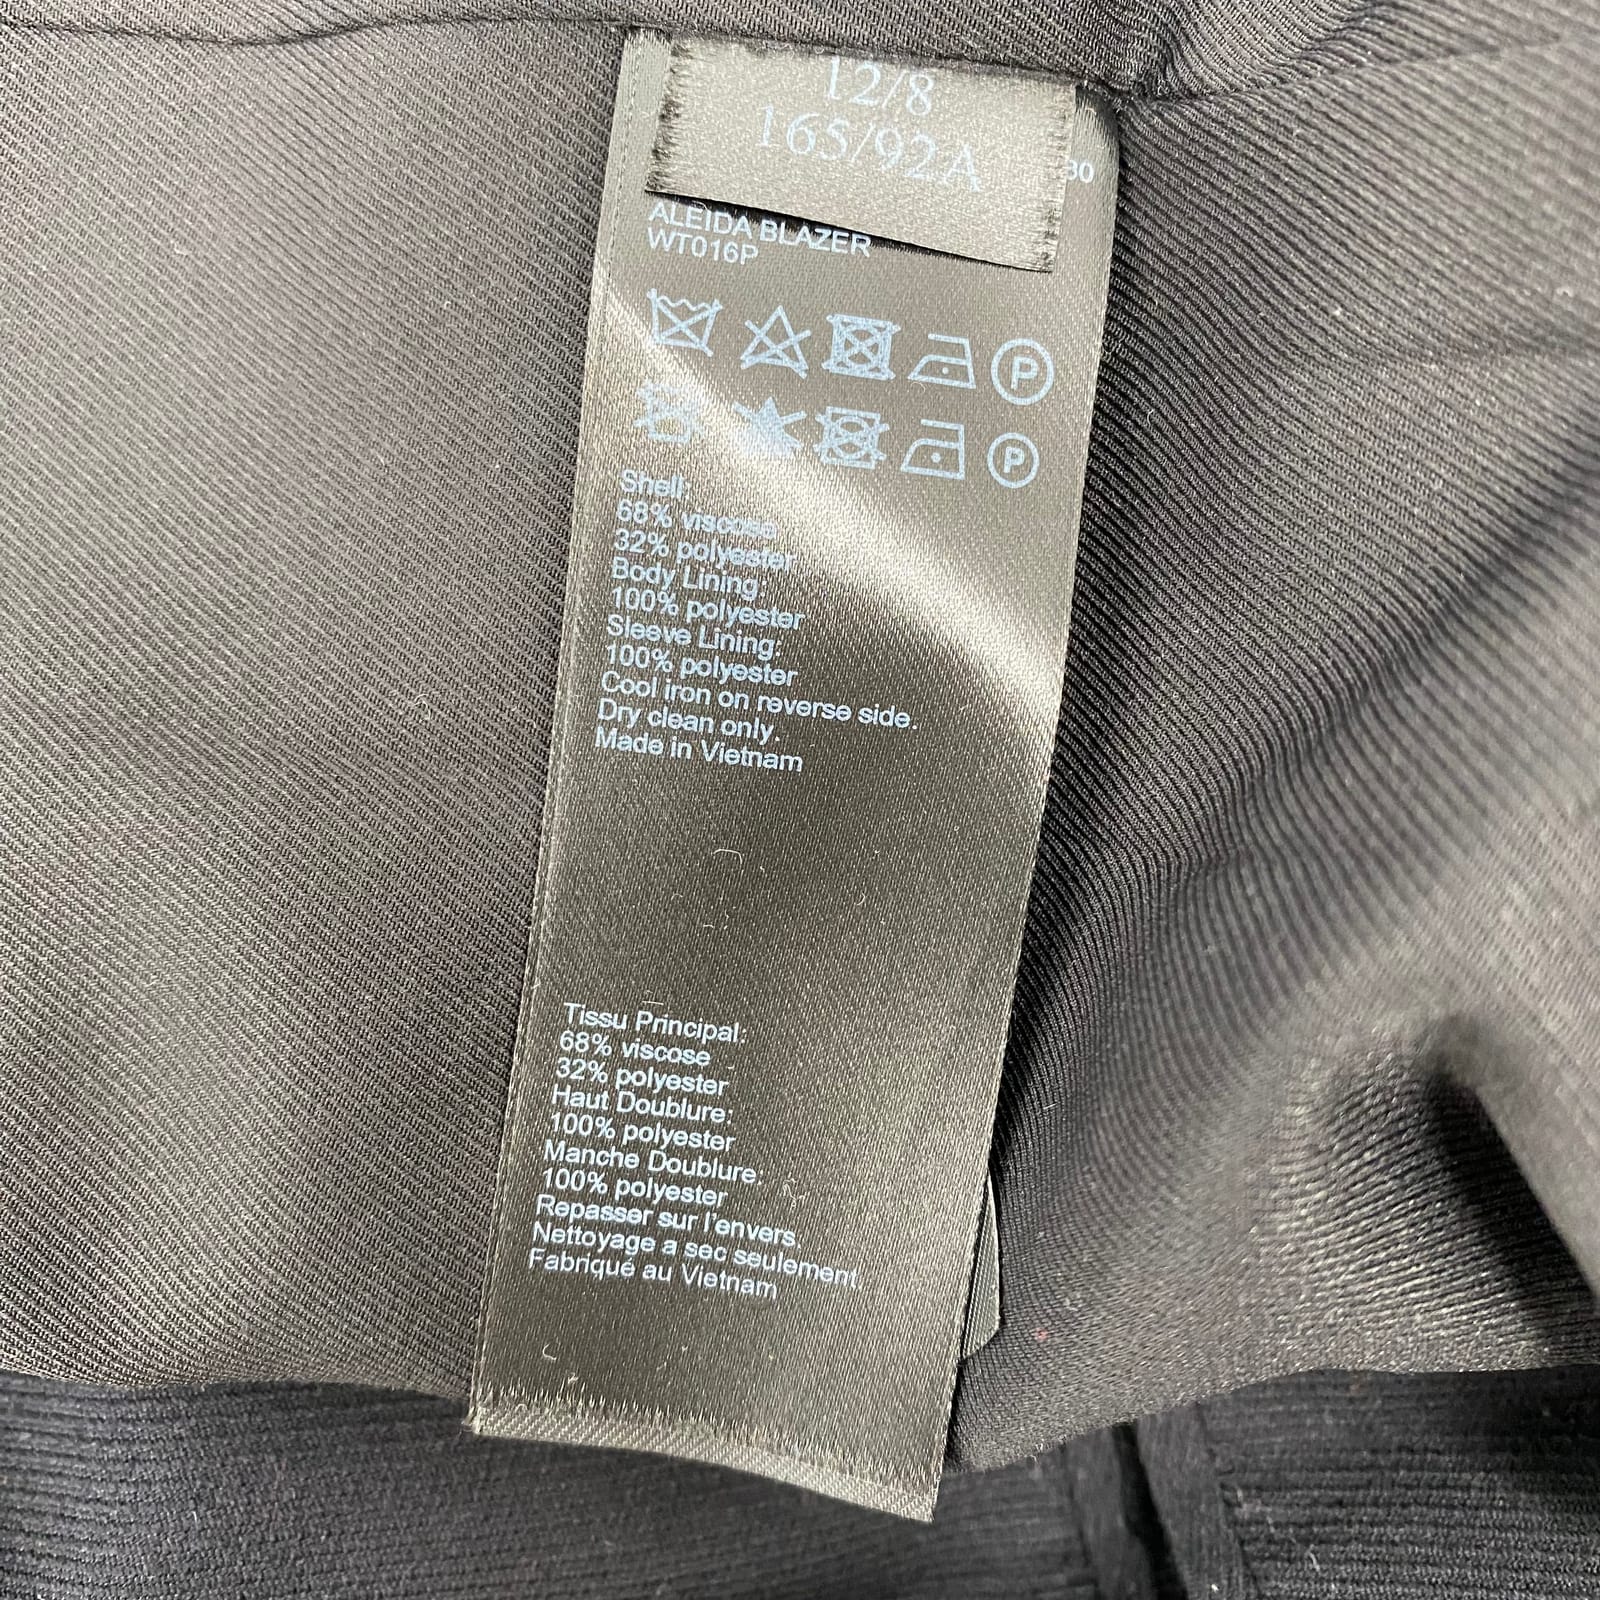 12/8
165/92A
30
ALEIDA BLAZER
WT016P
P
P
Shell:
68% viscose
32% polyester
Body Lining:
100% polyester
Sleeve Lining:
100% polyester
Cool iron on reverse side.
Dry clean only.
Made in Vietnam
Tissu Principal:
68% viscose
32% polyester
Haut Doublure:
100% polyester
Manche Doublure:
100% polyester
Repasser sur l'envers.
Nettoyage a sec seulement
Fabriqué au Vietnam